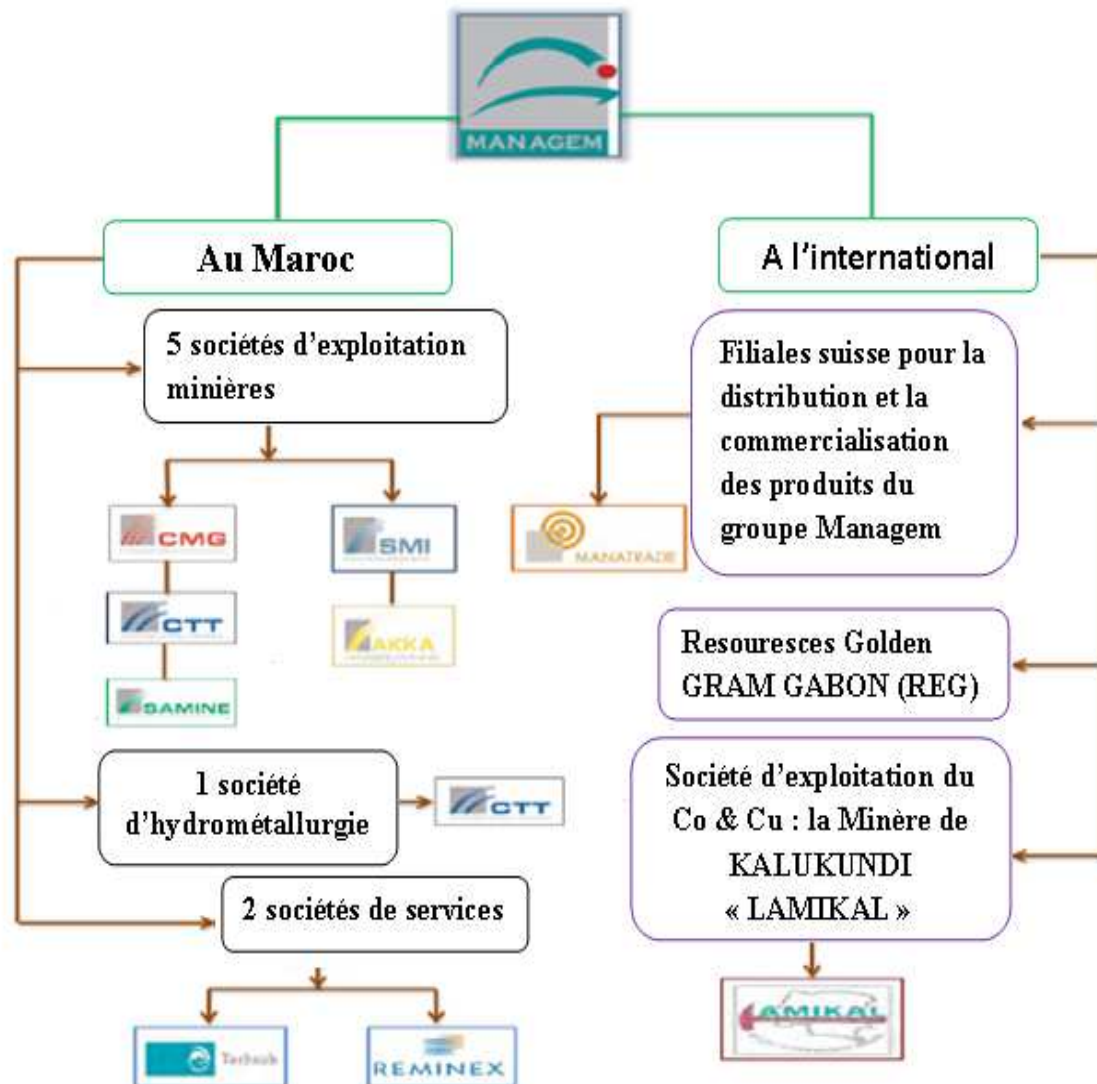 MANAGEM
Au Maroc
5 sociétés d'exploitation
minières
CMG
SMI
CTT
AKKA
SAMINE
1 société
d'hydrométallurgie
CTT
2 sociétés de services
REMINEX
A l'international
Filiales suisse pour la
distribution et la
commercialisation
des produits du
groupe Managem
MANATRADE
Resouresces Golden
GRAM GABON (REG)
Société d'exploitation du
Co & Cu : la Minère de
KALUKUNDI
« LAMIKAL »
LAMIKAL